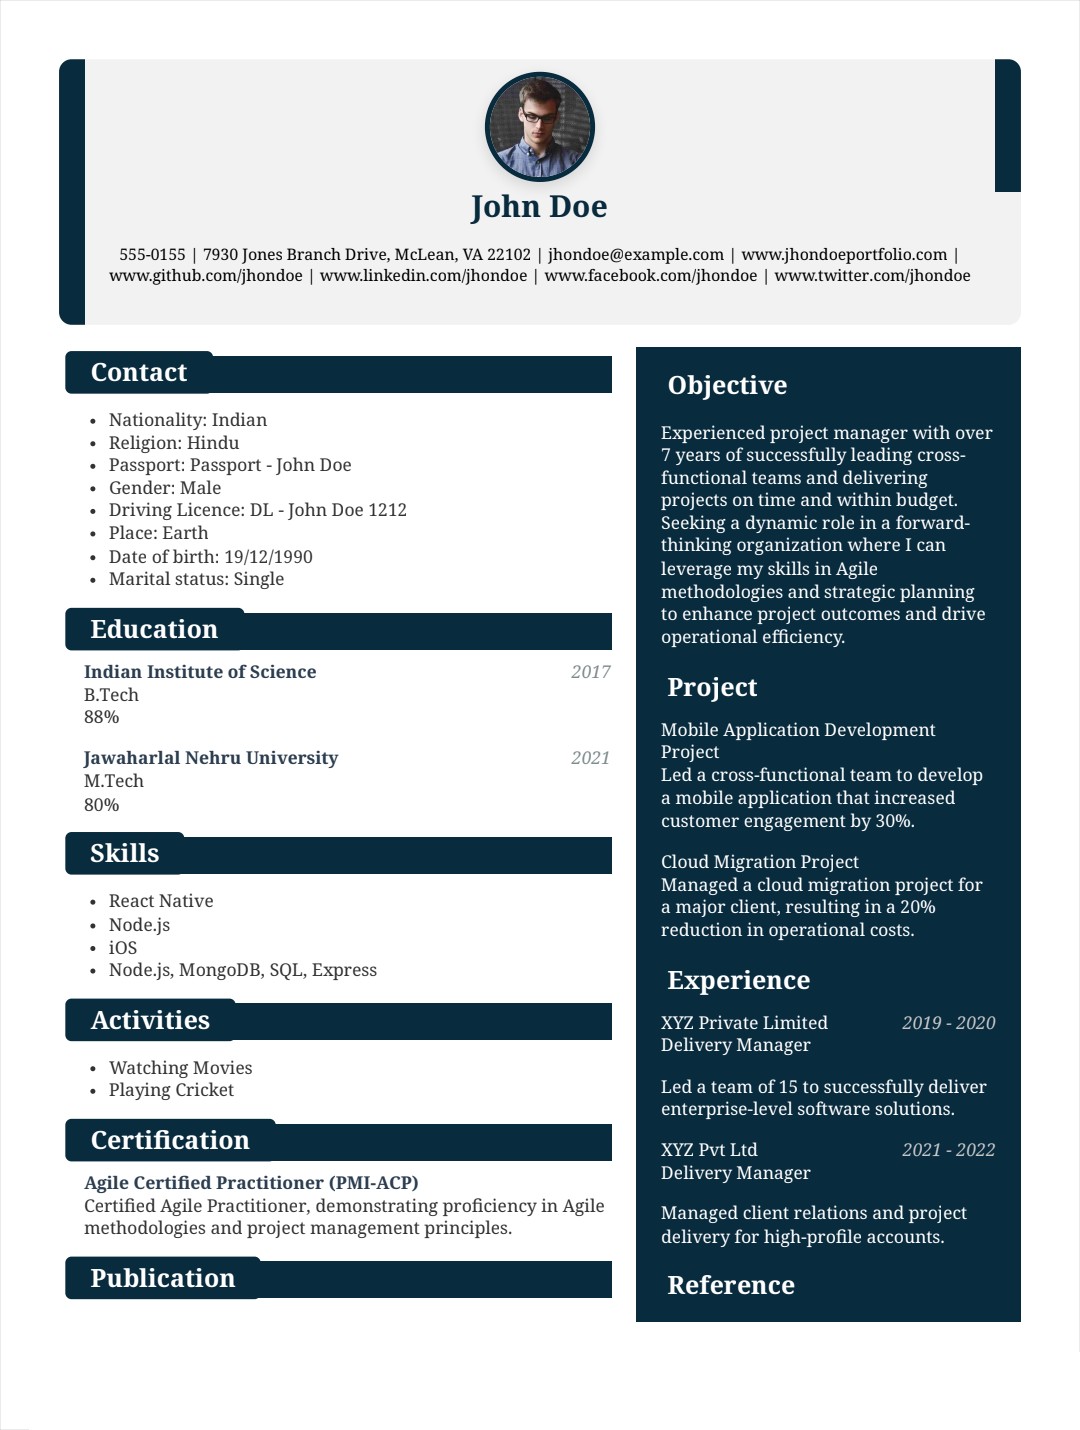 John Doe
555-0155 | 7930 Jones Branch Drive, McLean, VA 22102 | jhondoe@example.com | www.jhondoeportfolio.com |
www.github.com/jhondoe | www.linkedin.com/jhondoe | www.facebook.com/jhondoe | www.twitter.com/jhondoe
Contact
• Nationality: Indian
• Religion: Hindu
• Passport: Passport - John Doe
• Gender: Male
• Driving Licence: DL - John Doe 1212
• Place: Earth
• Date of birth: 19/12/1990
• Marital status: Single
Education
Indian Institute of Science 2017
B.Tech
88%
Jawaharlal Nehru University 2021
M.Tech
80%
Skills
• React Native
• Node.js
• iOS
• Node.js, MongoDB, SQL, Express
Activities
• Watching Movies
• Playing Cricket
Certification
Agile Certified Practitioner (PMI-ACP)
Certified Agile Practitioner, demonstrating proficiency in Agile
methodologies and project management principles.
Publication
Objective
Experienced project manager with over
7 years of successfully leading cross-
functional teams and delivering
projects on time and within budget.
Seeking a dynamic role in a forward-
thinking organization where I can
leverage my skills in Agile
methodologies and strategic planning
to enhance project outcomes and drive
operational efficiency.
Project
Mobile Application Development
Project
Led a cross-functional team to develop
a mobile application that increased
customer engagement by 30%.
Cloud Migration Project
Managed a cloud migration project for
a major client, resulting in a 20%
reduction in operational costs.
Experience
XYZ Private Limited 2019 - 2020
Delivery Manager
Led a team of 15 to successfully deliver
enterprise-level software solutions.
XYZ Pvt Ltd 2021 - 2022
Delivery Manager
Managed client relations and project
delivery for high-profile accounts.
Reference